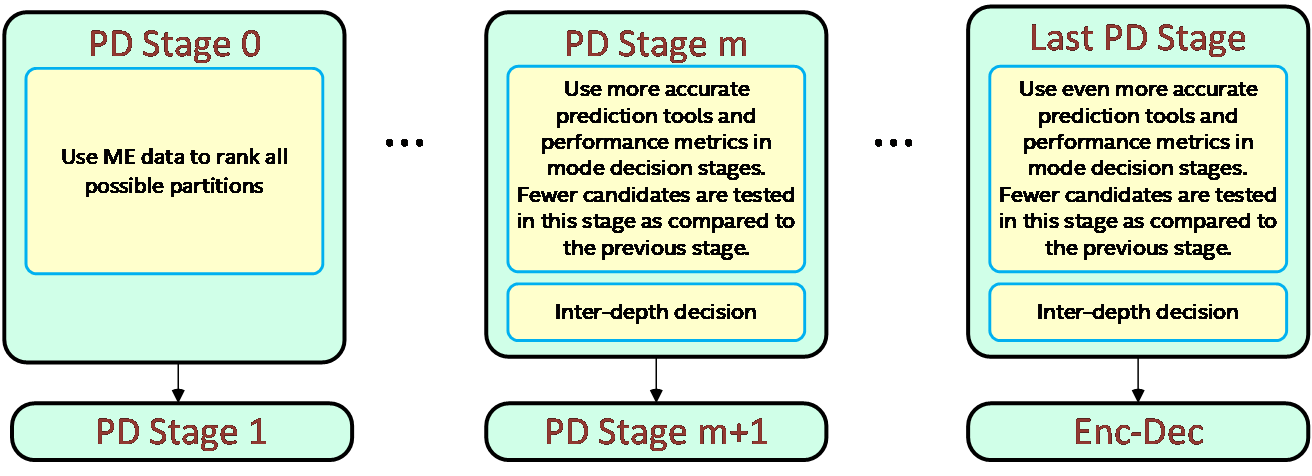 PD Stage 0
Use ME data to rank all
possible partitions
PD Stage 1
...
PD Stage m
Use more accurate
prediction tools and
performance metrics in
mode decision stages.
Fewer candidates are tested
in this stage as compared to
the previous stage.
Inter-depth decision
PD Stage m+1
...
Last PD Stage
Use even more accurate
prediction tools and
performance metrics in
mode decision stages.
Fewer candidates are tested
in this stage as compared to
the previous stage.
Inter-depth decision
Enc-Dec